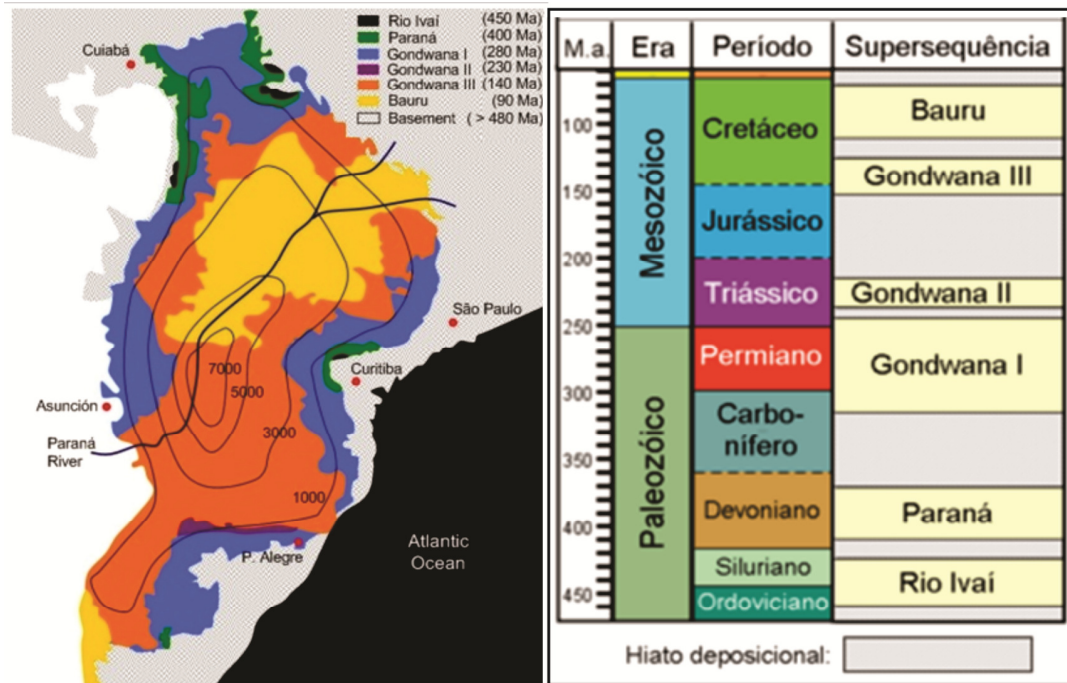 Rio Ivaí (450 Ma)
Paraná (400 Ma)
Gondwana I (280 Ma)
Gondwana II (230 Ma)
Gondwana III (140 Ma)
Bauru (90 Ma)
Basement ( > 480 Ma)
Cuiabá
São Paulo
7000
Curitiba
5000
Asunción
3000
Paraná
River
1000
P. Alegre
Atlantic
Ocean
M.a. Era Período Supersequência
100
150
200
250
300
350
400
450
Mesozóico
Paleozóico
Cretáceo
Jurássico
Triássico
Permiano
Carbo-
nífero
Devoniano
Siluriano
Ordoviciano
Bauru
Gondwana III
Gondwana II
Gondwana I
Paraná
Rio Ivaí
Hiato deposicional: